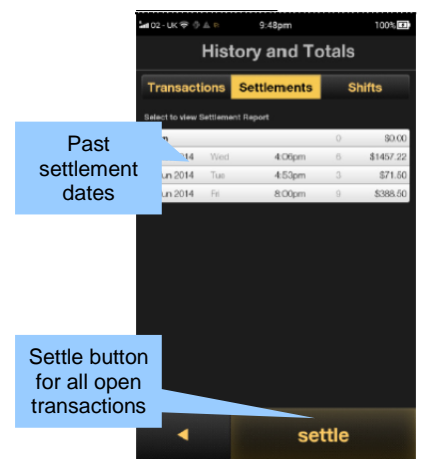 02 - UK 9:48pm 100%
History and Totals
Transactions Settlements Shifts
Select to view Settlement Report
0 $0.00
2014 Wed 4:06pm 6 $1457.22
un 2014 Tue 4:53pm 3 $71.50
un 2014 Fri 8:00pm 9 $388.50
Past
settlement
dates
Settle button
for all open
transactions
settle